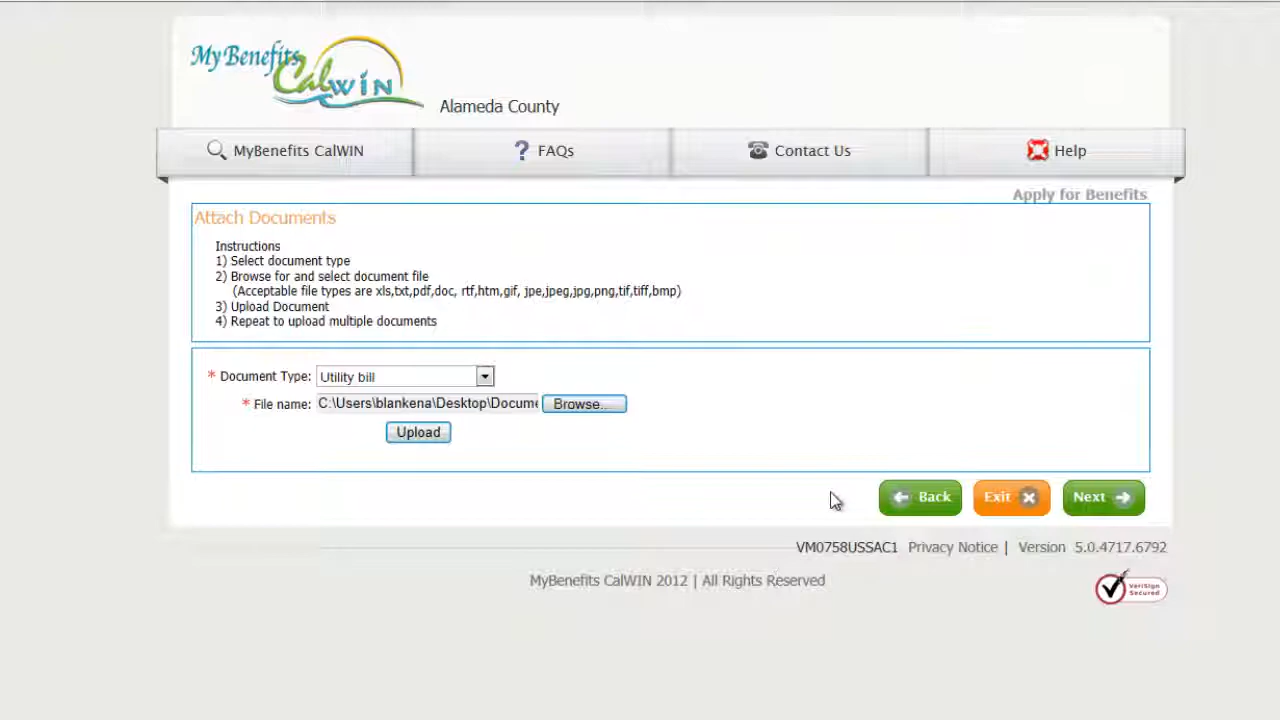 My Benefits
CalWIN
Alameda County
MyBenefits CalWIN
? FAQs
Contact Us
Help
Apply for Benefits
Attach Documents
Instructions
1) Select document type
2) Browse for and select document file
(Acceptable file types are xls,txt,pdf,doc, rtf,htm,gif, jpe,jpeg,jpg,png,tif,tiff,bmp)
3) Upload Document
4) Repeat to upload multiple documents
* Document Type: Utility bill
* File name: C:\Users\blankena\Desktop\Docume Browse...
Upload
Back
Exit
Next
VM0758USSAC1 Privacy Notice | Version 5.0.4717.6792
MyBenefits CalWIN 2012 | All Rights Reserved
VeriSign
Secured